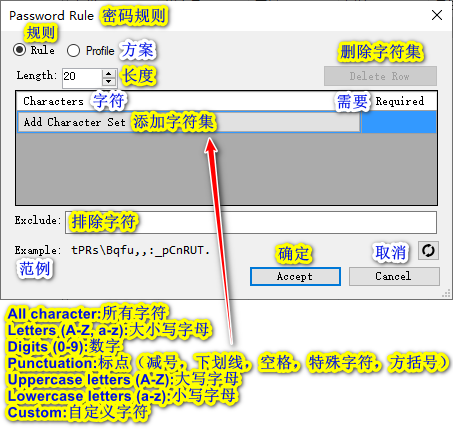 Password Rule 密码规则
规则
Rule Profile 方案 删除字符集
Length: 20 长度 Delete Row
Characters 字符 需要 Required
Add Character Set 添加字符集
Exclude: 排除字符
Example: tPRs\Bqfu,,:_pCnRUT. 确定 取消
范例 Accept Cancel
All character:所有字符
Letters (A-Z, a-z):大小写字母
Digits (0-9):数字
Punctuation:标点（减号，下划线，空格，特殊字符，方括号）
Uppercase letters (A-Z):大写字母
Lowercase letters (a-z):小写字母
Custom:自定义字符